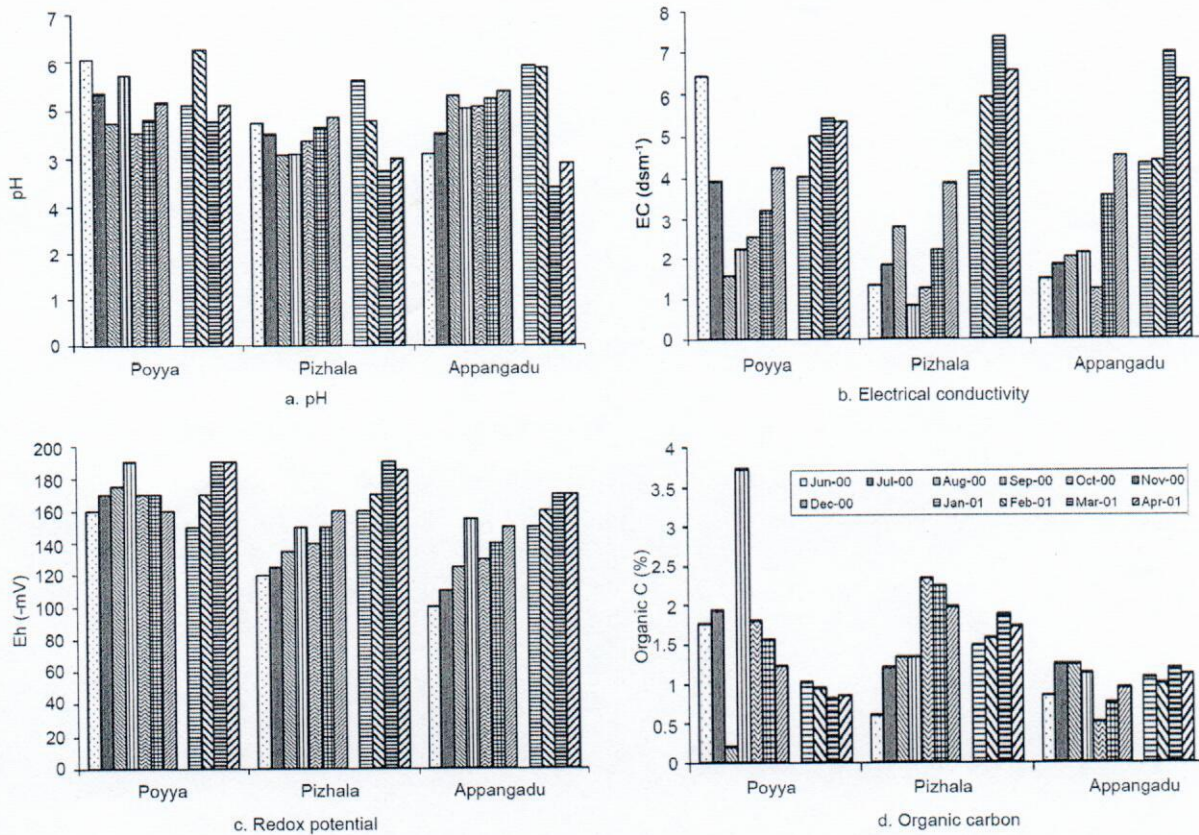 7
6
5
3
4
2
1
0
pH
Poyya Pizhala Appangadu
a. pH
8
7
6
5
4
3
2
1
0
EC (dsm⁻¹)
Poyya Pizhala Appangadu
b. Electrical conductivity
200
180
160
140
120
100
80
60
40
20
0
Eh (-mV)
Poyya Pizhala Appangadu
c. Redox potential
4
3.5
3
2.5
2
1.5
1
0.5
0
Organic C (%)
Jun-00 Jul-00 Aug-00 Sep-00 Oct-00 Nov-00
Dec-00 Jan-01 Feb-01 Mar-01 Apr-01
Poyya Pizhala Appangadu
d. Organic carbon